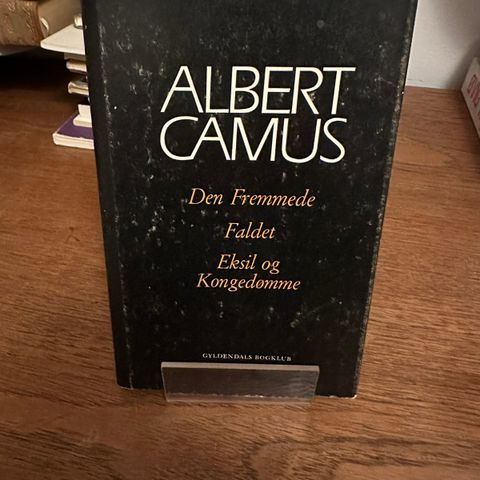 ALBERT
CAMUS
Den Fremmede
Faldet
Eksil og
Kongedømme
GYLDENDALS BOGKLUB